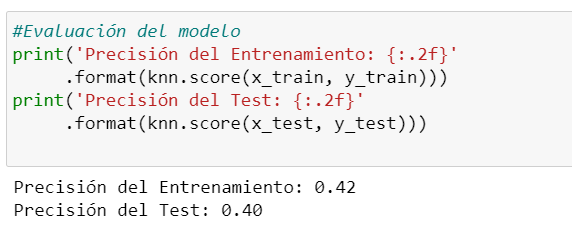 #Evaluación del modelo
print('Precisión del Entrenamiento: {:.2f}'
.format(knn.score(x_train, y_train)))
print('Precisión del Test: {:.2f}'
.format(knn.score(x_test, y_test)))
Precisión del Entrenamiento: 0.42
Precisión del Test: 0.40